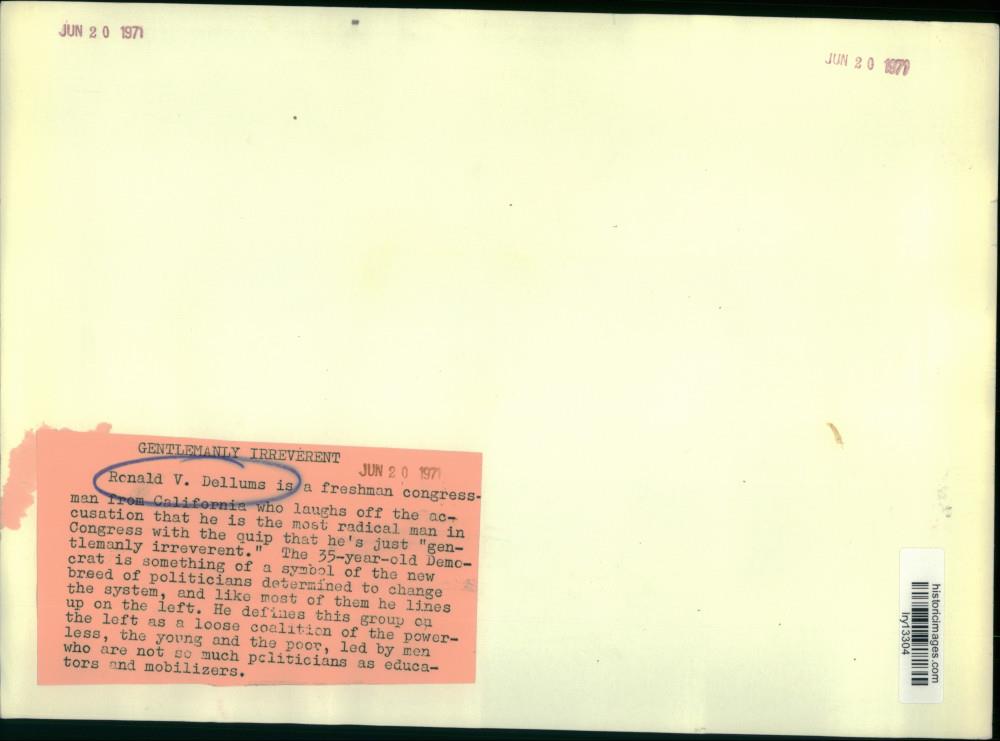 JUN 20 1971
JUN 20 1971
GENTLEMANLY IRREVERENT
JUN 20 1971
Ronald V. Dellums is a freshman congress-
man from California who laughs off the ac-
cusation that he is the most radical man in
Congress with the quip that he's just "gen-
tlemanly irreverent." The 35-year-old Demo-
crat is something of a symbol of the new
breed of politicians determined to change
the system, and like most of them he lines
up on the left. He defines this group on
the left as a loose coalition of the power-
less, the young and the poor, led by men
who are not so much politicians as educa-
tors and mobilizers.
historicimages.com
lry13304